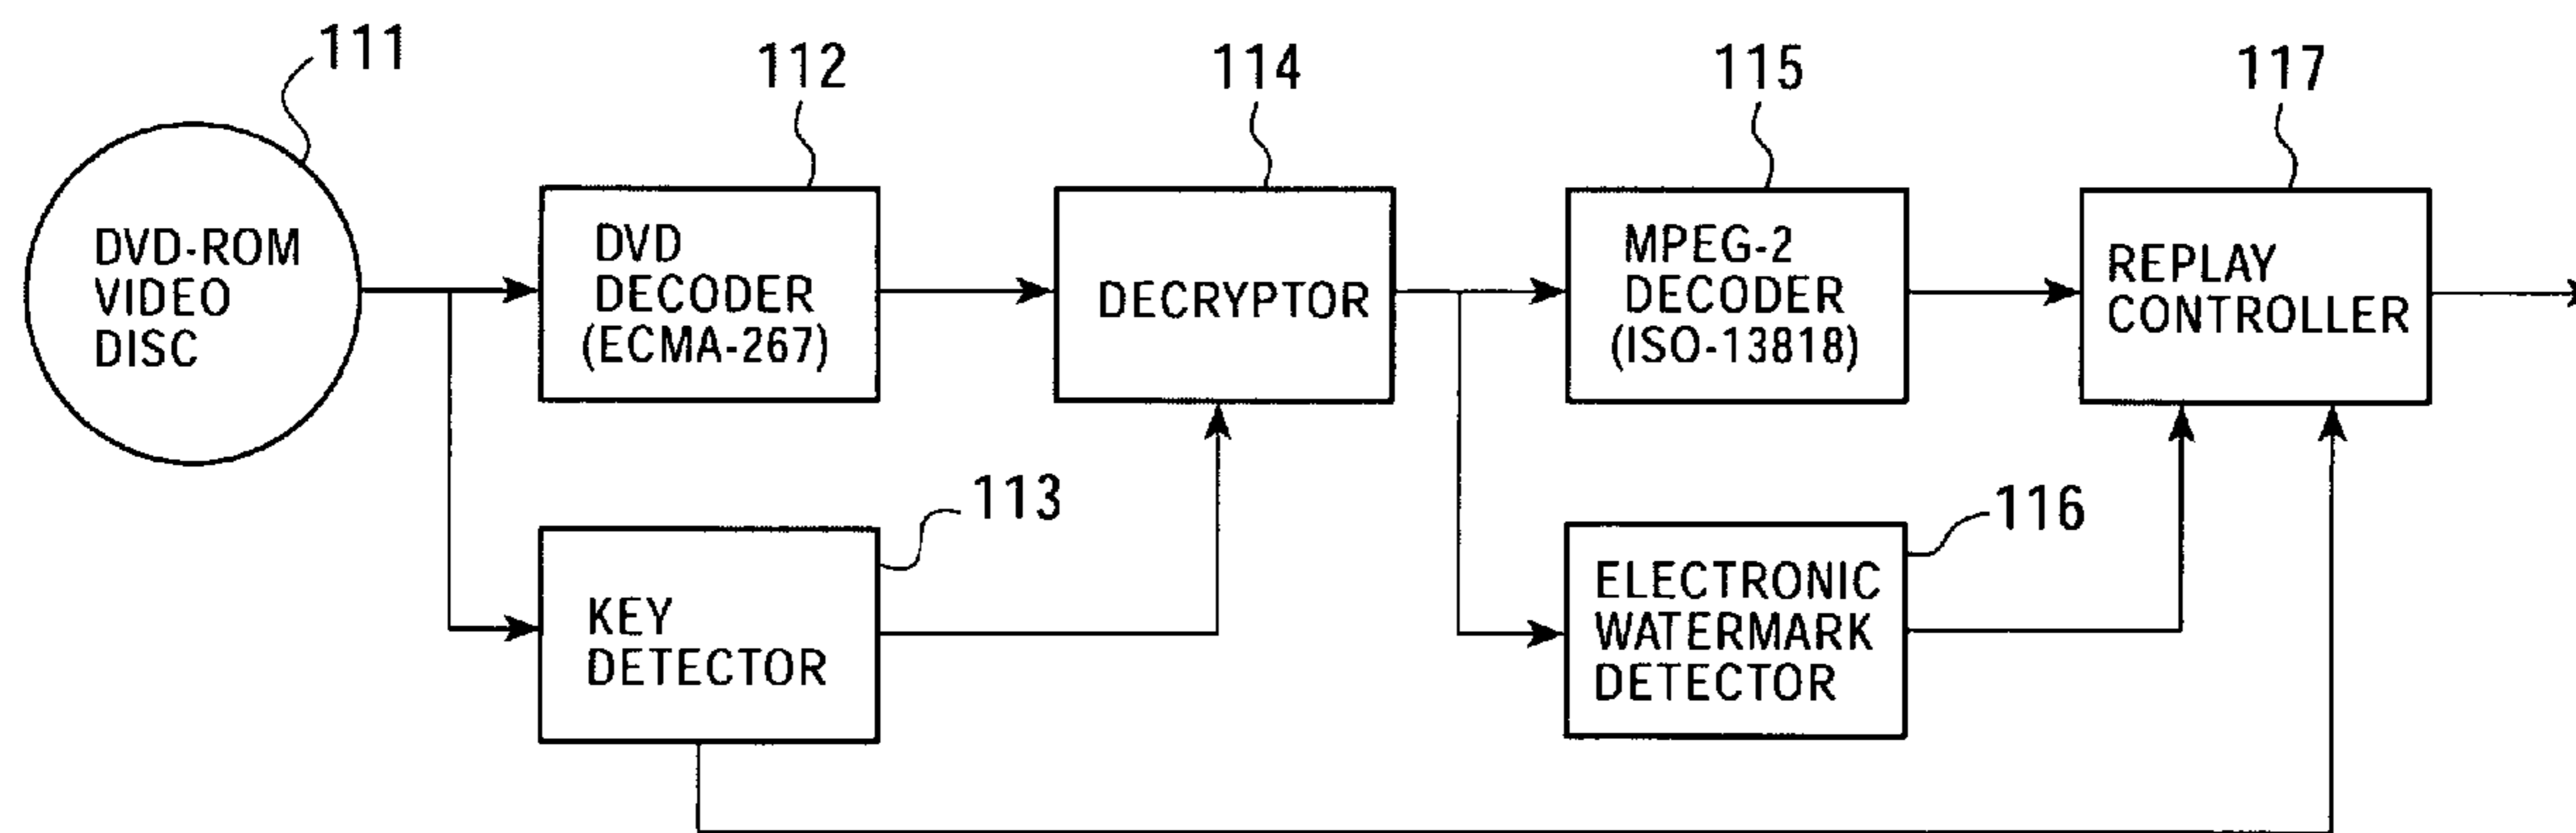 111
112
114
115
117
DVD-ROM
VIDEO
DISC
DVD
DECODER
(ECMA-267)
DECRYPTOR
MPEG-2
DECODER
(ISO-13818)
REPLAY
CONTROLLER
113
KEY
DETECTOR
116
ELECTRONIC
WATERMARK
DETECTOR